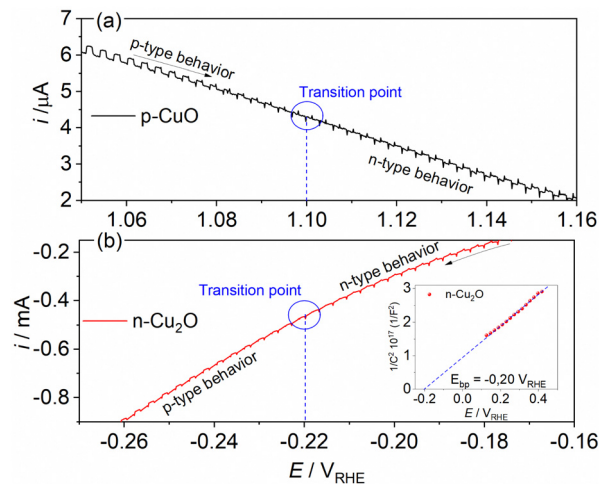 (a)
p-type behavior
Transition point
p-CuO
n-type behavior
i /µA
7
6
5
4
3
2
1.06 1.08 1.10 1.12 1.14 1.16
(b)
n-type behavior
Transition point
n-Cu2O
p-type behavior
i / mA
-0.2
-0.4
-0.6
-0.8
1/C² 10¹⁷ (1/F²)
3
2
1
0
n-Cu2O
Ebp = -0,20 VRHE
-0.2 0.0 0.2 0.4
E / VRHE
-0.26 -0.24 -0.22 -0.20 -0.18 -0.16
E / VRHE